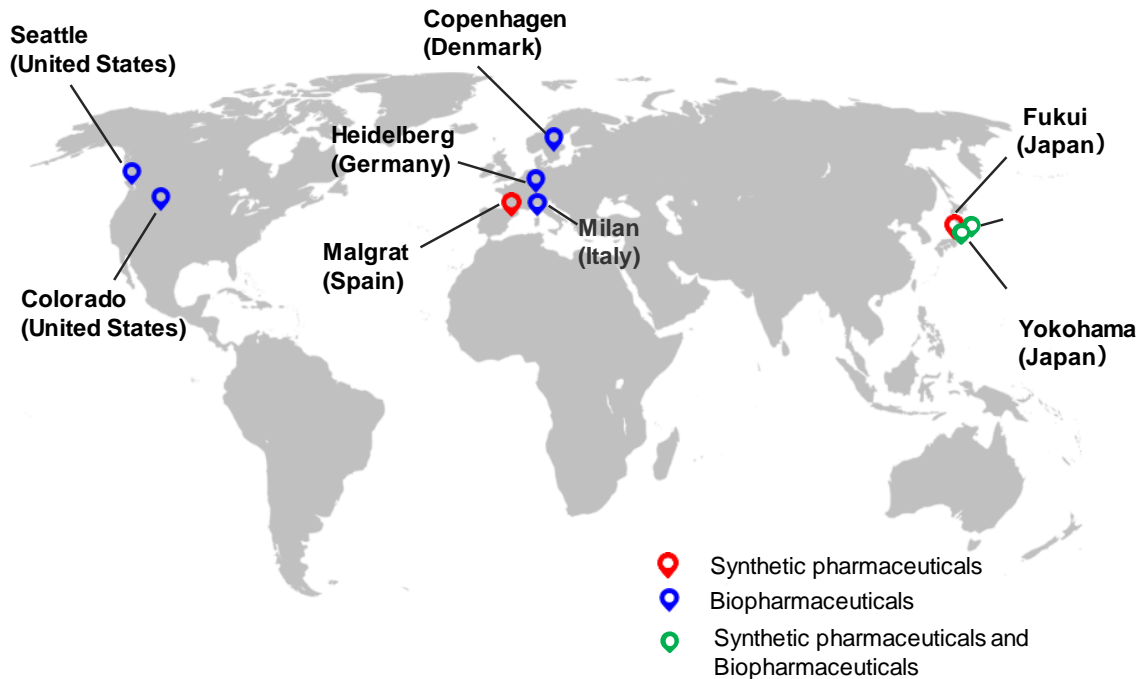 Copenhagen
(Denmark)
Seattle
(United States)
Heidelberg
(Germany)
Fukui
(Japan）
Milan
(Italy)
Malgrat
(Spain)
Colorado
(United States)
Yokohama
(Japan）
Synthetic pharmaceuticals
Biopharmaceuticals
Synthetic pharmaceuticals and
Biopharmaceuticals